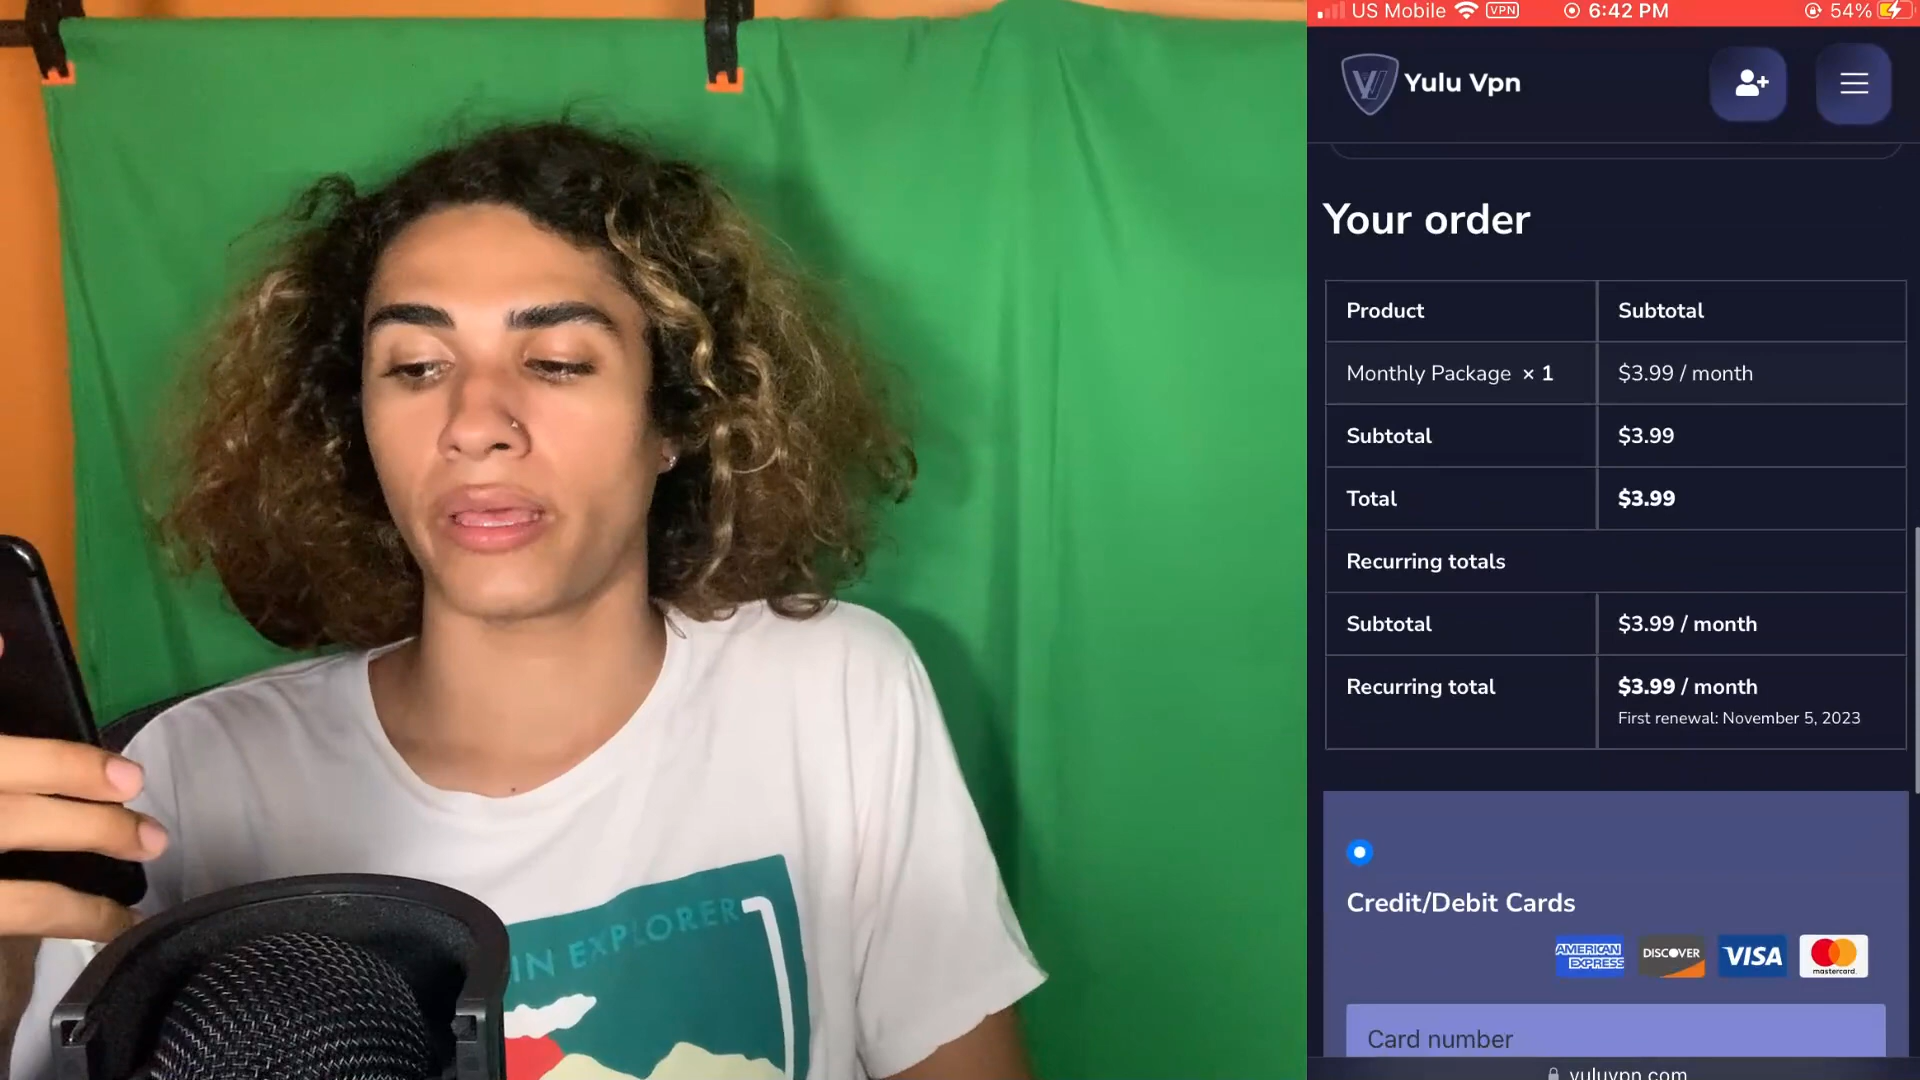 US Mobile VPN 6:42 PM 54%
Yulu Vpn
Your order
Product Subtotal
Monthly Package × 1 $3.99 / month
Subtotal $3.99
Total $3.99
Recurring totals
Subtotal $3.99 / month
Recurring total $3.99 / month
First renewal: November 5, 2023
Credit/Debit Cards
AMERICAN EXPRESS DISCOVER VISA mastercard.
Card number
yuluvpn.com
IN EXPLORER